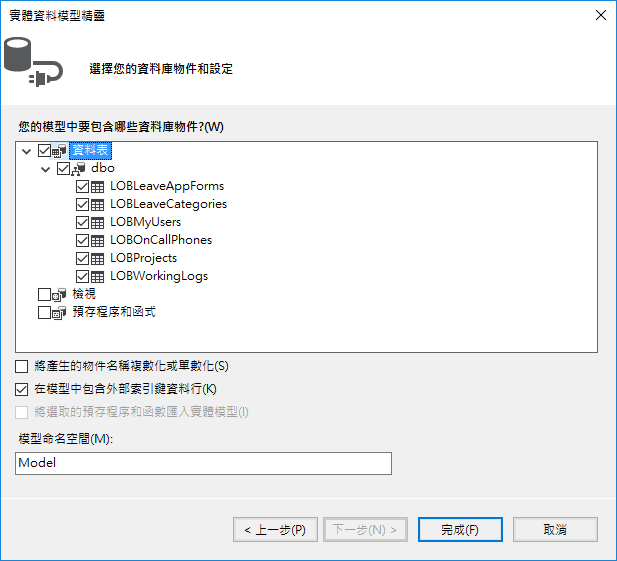 實體資料模型精靈
選擇您的資料庫物件和設定
您的模型中要包含哪些資料庫物件?(W)
資料表
dbo
LOBLeaveAppForms
LOBLeaveCategories
LOBMyUsers
LOBOnCallPhones
LOBProjects
LOBWorkingLogs
檢視
預存程序和函式
將產生的物件名稱複數化或單數化(S)
在模型中包含外部索引鍵資料行(K)
將選取的預存程序和函數匯入實體模型(I)
模型命名空間(M):
Model
< 上一步(P) 下一步(N) > 完成(F) 取消